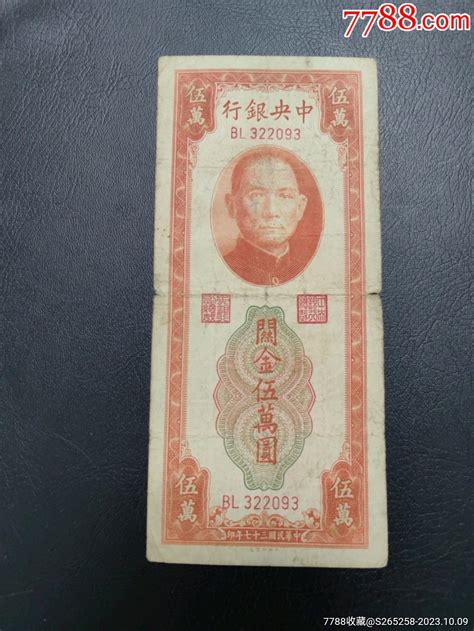 7788.com
伍萬 伍萬
中央銀行
BL 322093
關金伍萬圓
BL 322093
伍萬 伍萬
中華民國三十七年印
7788收藏@S265258-2023.10.09